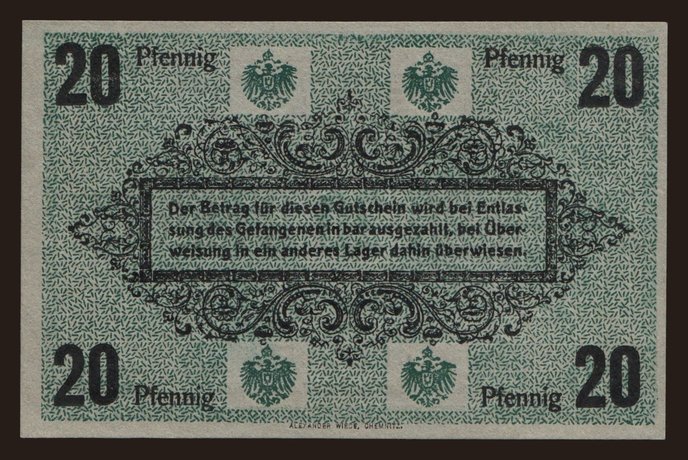 20 Pfennig Pfennig 20
Der Betrag für diesen Gutschein wird bei Entlas-
sung des Gefangenen in bar ausgezahlt, bei Über-
weisung in ein anderes Lager dahin überwiesen.
20 Pfennig Pfennig 20
ALEXANDER WIEDE, CHEMNITZ.